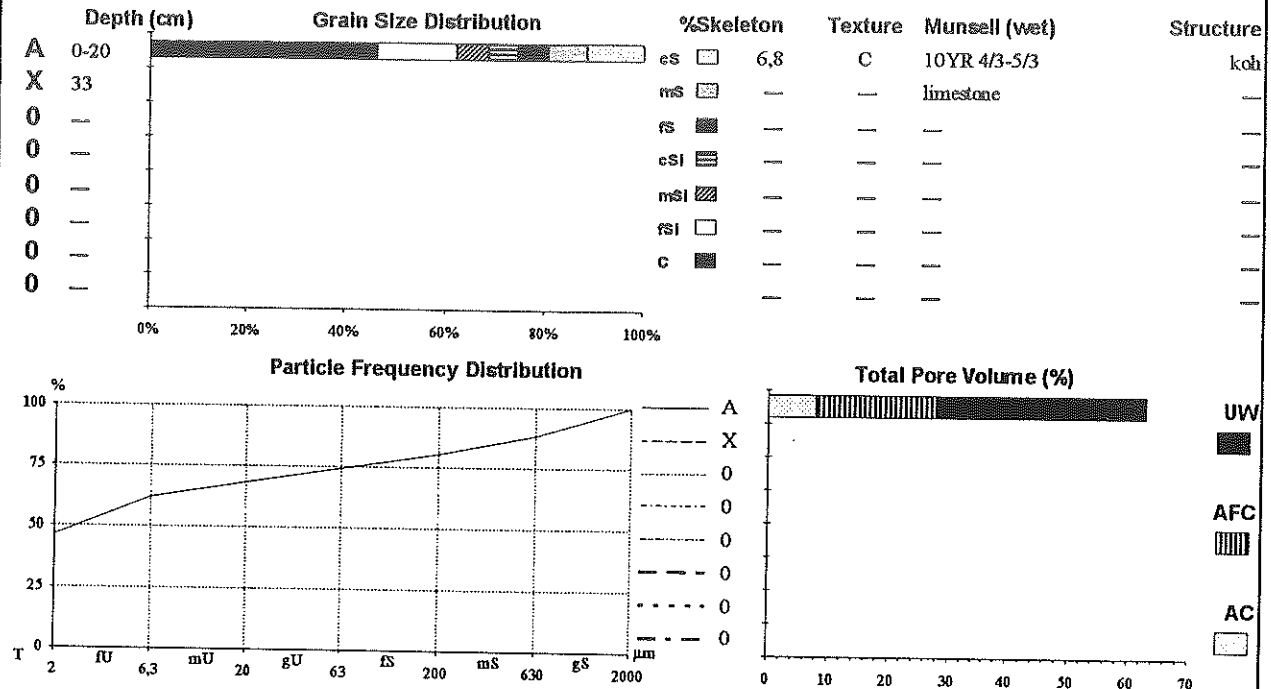 Depth (cm) Grain Size Distribution %Skeleton Texture Munsell (wet) Structure
A 0-20 cS 6,8 C 10YR 4/3-5/3 koh
X 33 mS — — limestone —
0 — fS — — — —
0 — cSI — — — —
0 — mSI — — — —
0 — fSI — — — —
0 — C — — — —
0 — — — — —
0% 20% 40% 60% 80% 100%
Particle Frequency Distribution
%
100
75
50
25
0
T fU mU gU fS mS gS µm
2 6,3 20 63 200 630 2000
A
X
0
0
0
0
0
0
Total Pore Volume (%)
UW
AFC
AC
0 10 20 30 40 50 60 70